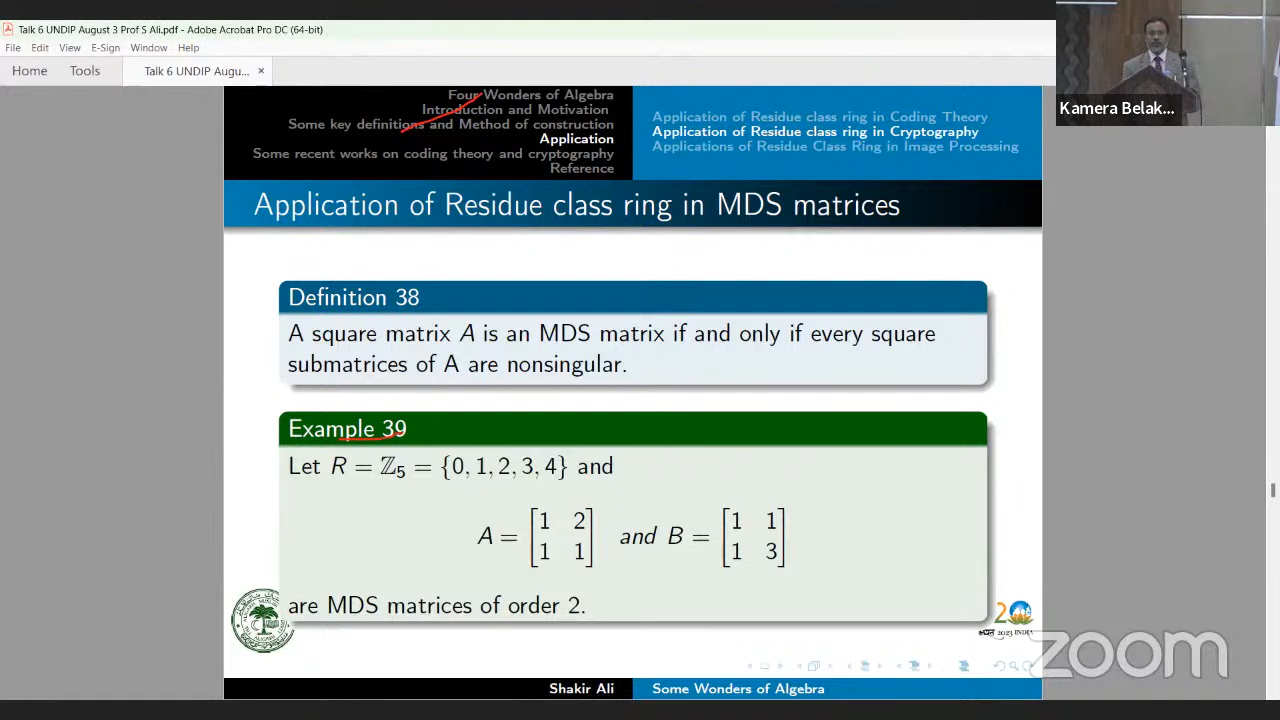 Talk 6 UNDIP August 3 Prof S Ali.pdf - Adobe Acrobat Pro DC (64-bit)
File Edit View E-Sign Window Help
Home Tools Talk 6 UNDIP Augu... ×
Four Wonders of Algebra
Introduction and Motivation
Some key definitions and Method of construction
Application
Some recent works on coding theory and cryptography
Reference
Application of Residue class ring in Coding Theory
Application of Residue class ring in Cryptography
Applications of Residue Class Ring in Image Processing
Kamera Belak...
Application of Residue class ring in MDS matrices
Definition 38
A square matrix A is an MDS matrix if and only if every square
submatrices of A are nonsingular.
Example 39
Let R = ℤ₅ = {0, 1, 2, 3, 4} and
A = [1 2; 1 1] and B = [1 1; 1 3]
are MDS matrices of order 2.
2023 INDIA
zoom
Shakir Ali Some Wonders of Algebra